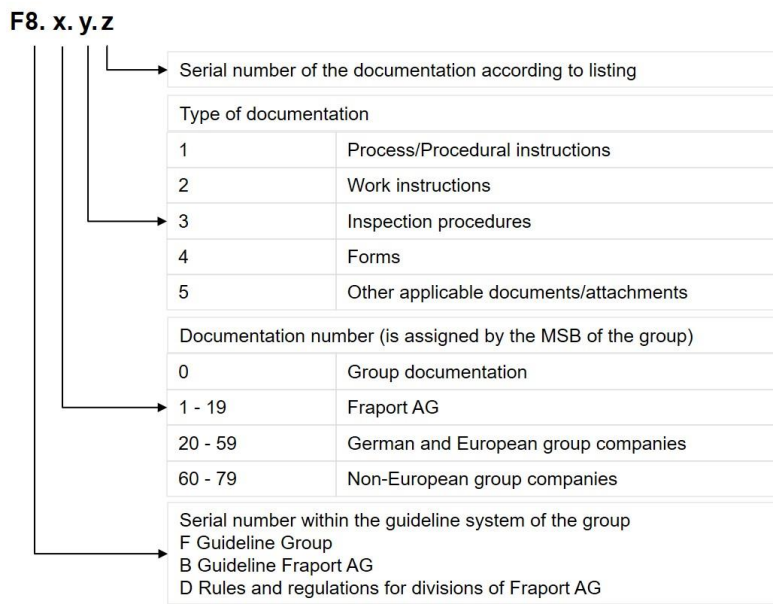 F8. x. y. z
Serial number of the documentation according to listing
Type of documentation
1 Process/Procedural instructions
2 Work instructions
3 Inspection procedures
4 Forms
5 Other applicable documents/attachments
Documentation number (is assigned by the MSB of the group)
0 Group documentation
1 - 19 Fraport AG
20 - 59 German and European group companies
60 - 79 Non-European group companies
Serial number within the guideline system of the group
F Guideline Group
B Guideline Fraport AG
D Rules and regulations for divisions of Fraport AG